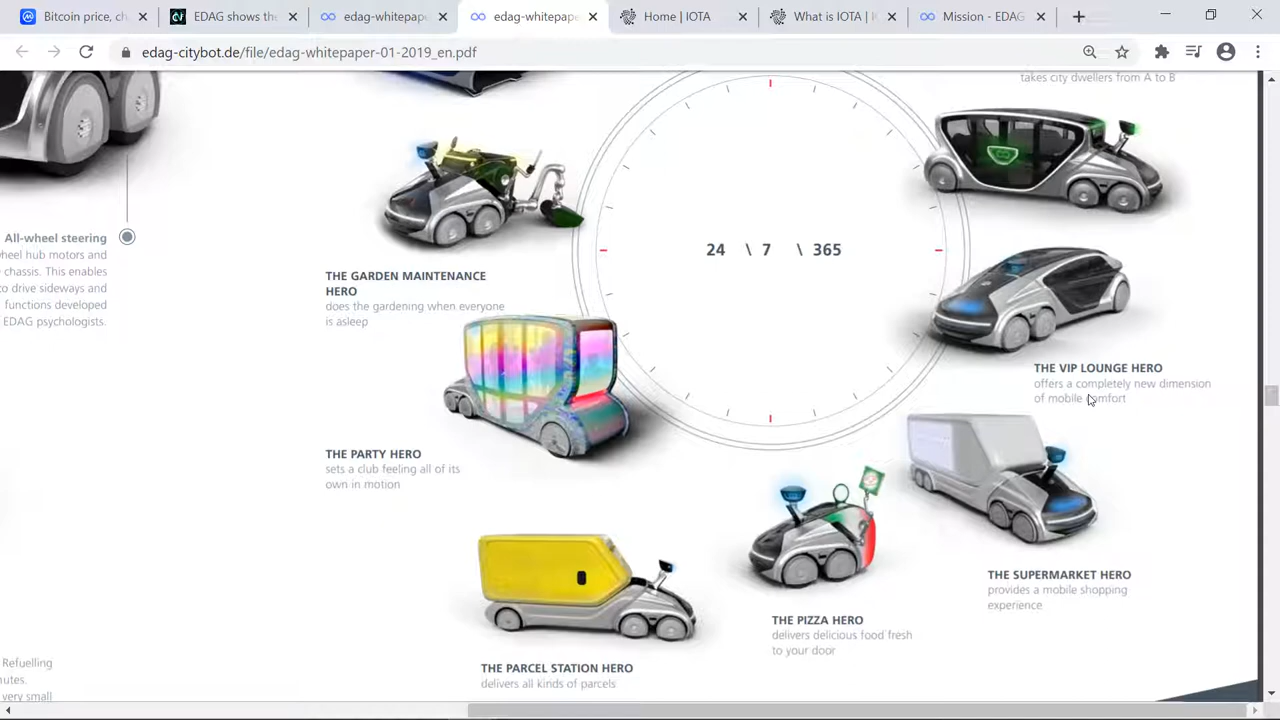 Bitcoin price, ch
EDAG shows the
edag-whitepape
edag-whitepape
Home | IOTA
What is IOTA |
Mission - EDAG
edag-citybot.de/file/edag-whitepaper-01-2019_en.pdf
takes city dwellers from A to B
All-wheel steering
heel hub motors and
chassis. This enables
to drive sideways and
functions developed
EDAG psychologists.
24 \ 7 \ 365
THE GARDEN MAINTENANCE
HERO
does the gardening when everyone
is asleep
THE VIP LOUNGE HERO
offers a completely new dimension
of mobile comfort
THE PARTY HERO
sets a club feeling all of its
own in motion
THE SUPERMARKET HERO
provides a mobile shopping
experience
THE PIZZA HERO
delivers delicious food fresh
to your door
THE PARCEL STATION HERO
delivers all kinds of parcels
Refuelling
nutes.
very small